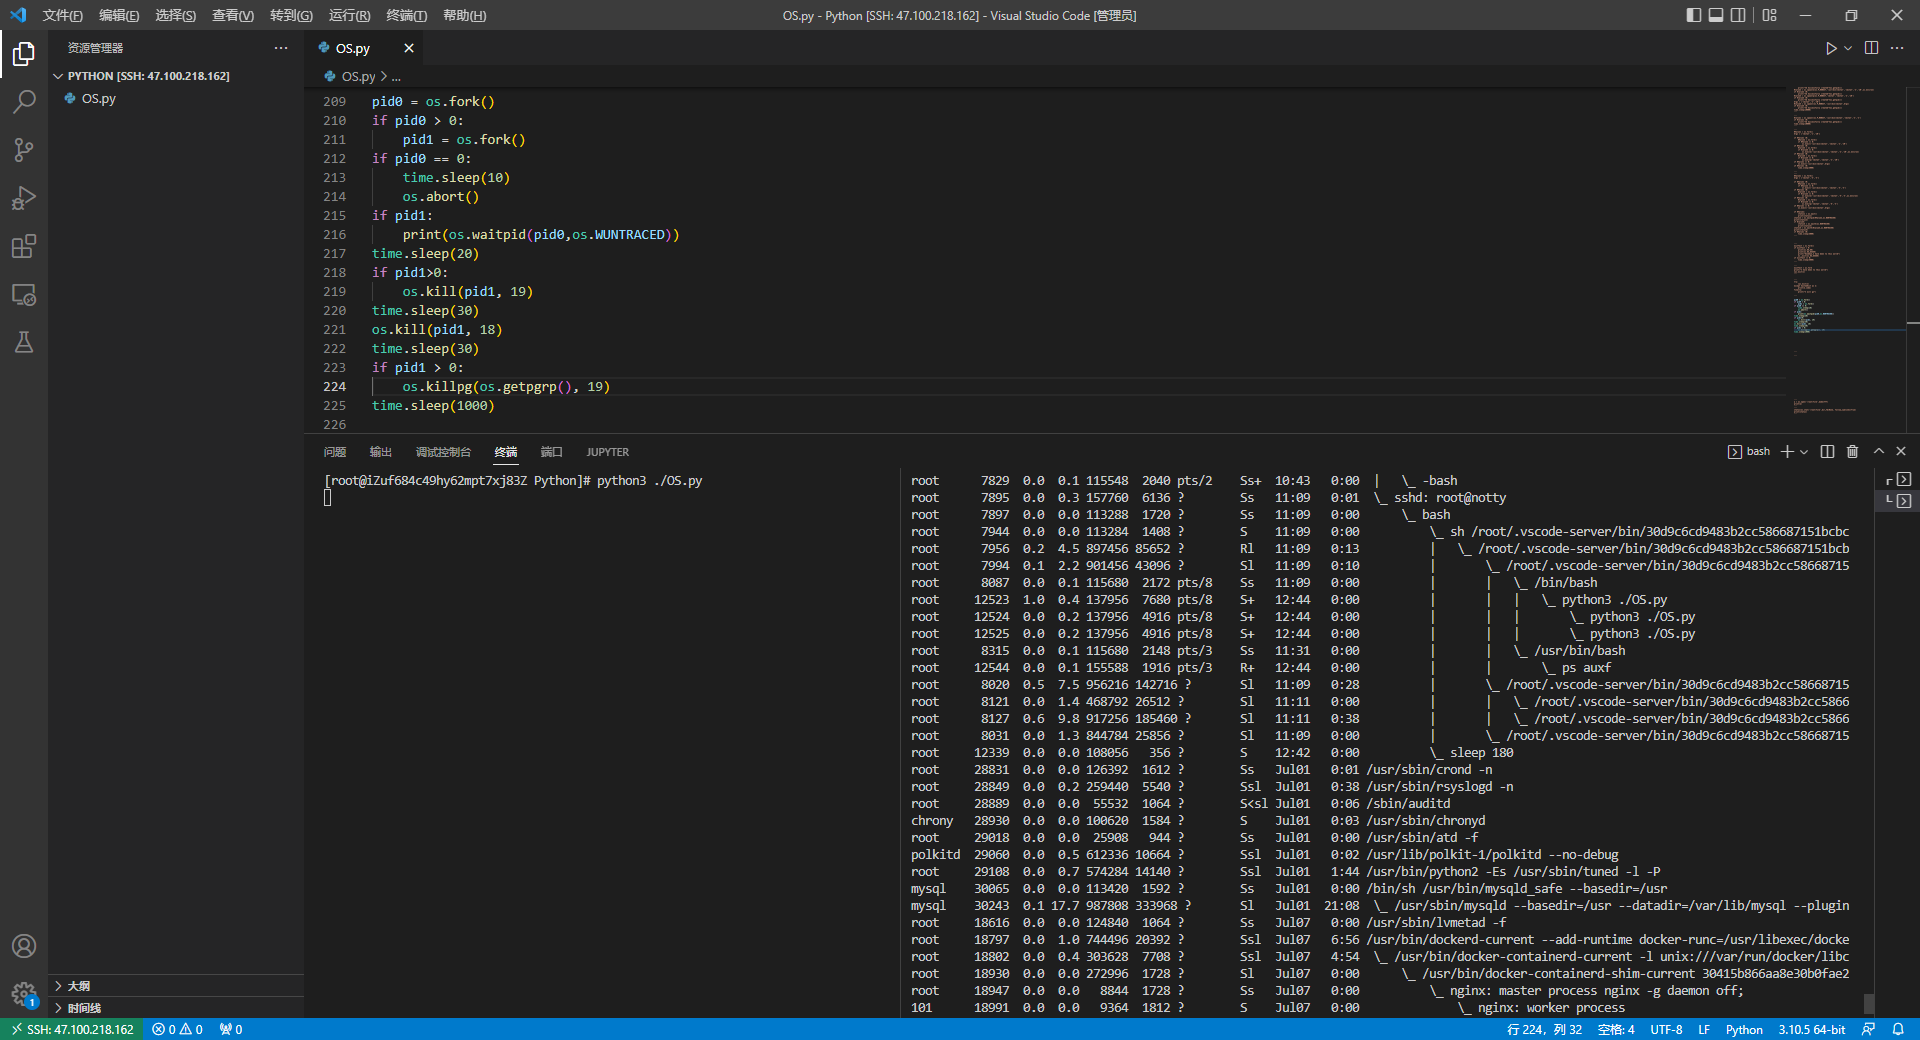 文件(F) 编辑(E) 选择(S) 查看(V) 转到(G) 运行(R) 终端(T) 帮助(H) OS.py - Python [SSH: 47.100.218.162] - Visual Studio Code [管理员]
资源管理器
PYTHON [SSH: 47.100.218.162]
OS.py
OS.py
OS.py > ...
209 pid0 = os.fork()
210 if pid0 > 0:
211 pid1 = os.fork()
212 if pid0 == 0:
213 time.sleep(10)
214 os.abort()
215 if pid1:
216 print(os.waitpid(pid0,os.WUNTRACED))
217 time.sleep(20)
218 if pid1>0:
219 os.kill(pid1, 19)
220 time.sleep(30)
221 os.kill(pid1, 18)
222 time.sleep(30)
223 if pid1 > 0:
224 os.killpg(os.getpgrp(), 19)
225 time.sleep(1000)
226
问题 输出 调试控制台 终端 端口 JUPYTER bash
[root@iZuf684c49hy62mpt7xj83Z Python]# python3 ./OS.py
root 7829 0.0 0.1 115548 2040 pts/2 Ss+ 10:43 0:00 | \_ -bash
root 7895 0.0 0.3 157760 6136 ? Ss 11:09 0:01 \_ sshd: root@notty
root 7897 0.0 0.0 113288 1720 ? Ss 11:09 0:00 \_ bash
root 7944 0.0 0.0 113284 1408 ? S 11:09 0:00 \_ sh /root/.vscode-server/bin/30d9c6cd9483b2cc586687151bcbc
root 7956 0.2 4.5 897456 85652 ? Rl 11:09 0:13 | \_ /root/.vscode-server/bin/30d9c6cd9483b2cc586687151bcb
root 7994 0.1 2.2 901456 43096 ? Sl 11:09 0:10 | \_ /root/.vscode-server/bin/30d9c6cd9483b2cc58668715
root 8087 0.0 0.1 115680 2172 pts/8 Ss 11:09 0:00 | | \_ /bin/bash
root 12523 1.0 0.4 137956 7680 pts/8 S+ 12:44 0:00 | | | \_ python3 ./OS.py
root 12524 0.0 0.2 137956 4916 pts/8 S+ 12:44 0:00 | | | \_ python3 ./OS.py
root 12525 0.0 0.2 137956 4916 pts/8 S+ 12:44 0:00 | | | \_ python3 ./OS.py
root 8315 0.0 0.1 115680 2148 pts/3 Ss 11:31 0:00 | | \_ /usr/bin/bash
root 12544 0.0 0.1 155588 1916 pts/3 R+ 12:44 0:00 | | \_ ps auxf
root 8020 0.5 7.5 956216 142716 ? Sl 11:09 0:28 | \_ /root/.vscode-server/bin/30d9c6cd9483b2cc58668715
root 8121 0.0 1.4 468792 26512 ? Sl 11:11 0:00 | | \_ /root/.vscode-server/bin/30d9c6cd9483b2cc5866
root 8127 0.6 9.8 917256 185460 ? Sl 11:11 0:38 | | \_ /root/.vscode-server/bin/30d9c6cd9483b2cc5866
root 8031 0.0 1.3 844784 25856 ? Sl 11:09 0:00 | \_ /root/.vscode-server/bin/30d9c6cd9483b2cc58668715
root 12339 0.0 0.0 108056 356 ? S 12:42 0:00 \_ sleep 180
root 28831 0.0 0.0 126392 1612 ? Ss Jul01 0:01 /usr/sbin/crond -n
root 28849 0.0 0.2 259440 5540 ? Ssl Jul01 0:38 /usr/sbin/rsyslogd -n
root 28889 0.0 0.0 55532 1064 ? S<sl Jul01 0:06 /sbin/auditd
chrony 28930 0.0 0.0 100620 1584 ? S Jul01 0:03 /usr/sbin/chronyd
root 29018 0.0 0.0 25908 944 ? Ss Jul01 0:00 /usr/sbin/atd -f
polkitd 29060 0.0 0.5 612336 10664 ? Ssl Jul01 0:02 /usr/lib/polkit-1/polkitd --no-debug
root 29108 0.0 0.7 574284 14140 ? Ssl Jul01 1:44 /usr/bin/python2 -Es /usr/sbin/tuned -l -P
mysql 30065 0.0 0.0 113420 1592 ? Ss Jul01 0:00 /bin/sh /usr/bin/mysqld_safe --basedir=/usr
mysql 30243 0.1 17.7 987808 333968 ? Sl Jul01 21:08 \_ /usr/sbin/mysqld --basedir=/usr --datadir=/var/lib/mysql --plugin
root 18616 0.0 0.0 124840 1064 ? Ss Jul07 0:00 /usr/sbin/lvmetad -f
root 18797 0.0 1.0 744496 20392 ? Ssl Jul07 6:56 /usr/bin/dockerd-current --add-runtime docker-runc=/usr/libexec/docke
root 18802 0.0 0.4 303628 7708 ? Ssl Jul07 4:54 \_ /usr/bin/docker-containerd-current -l unix:///var/run/docker/libc
root 18930 0.0 0.0 272996 1728 ? Sl Jul07 0:00 \_ /usr/bin/docker-containerd-shim-current 30415b866aa8e30b0fae2
root 18947 0.0 0.0 8844 1728 ? Ss Jul07 0:00 \_ nginx: master process nginx -g daemon off;
101 18991 0.0 0.0 9364 1812 ? S Jul07 0:00 \_ nginx: worker process
大纲
时间线
1
SSH: 47.100.218.162 0 0 0 行 224，列 32 空格: 4 UTF-8 LF Python 3.10.5 64-bit